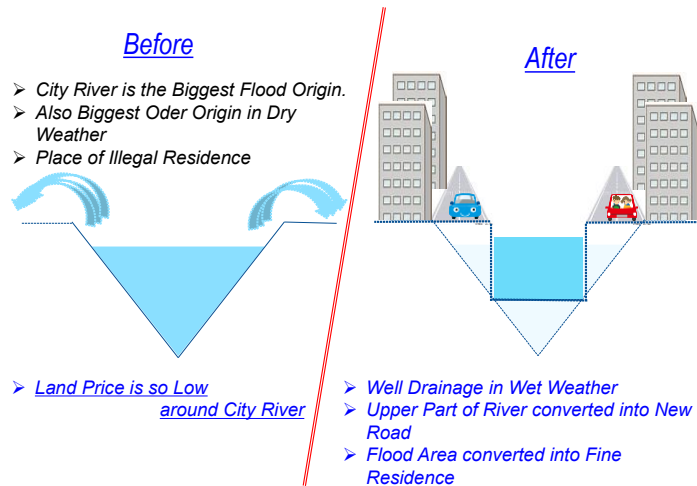 Before
➢ City River is the Biggest Flood Origin.
➢ Also Biggest Oder Origin in Dry
Weather
➢ Place of Illegal Residence
➢ Land Price is so Low
around City River
After
➢ Well Drainage in Wet Weather
➢ Upper Part of River converted into New
Road
➢ Flood Area converted into Fine
Residence